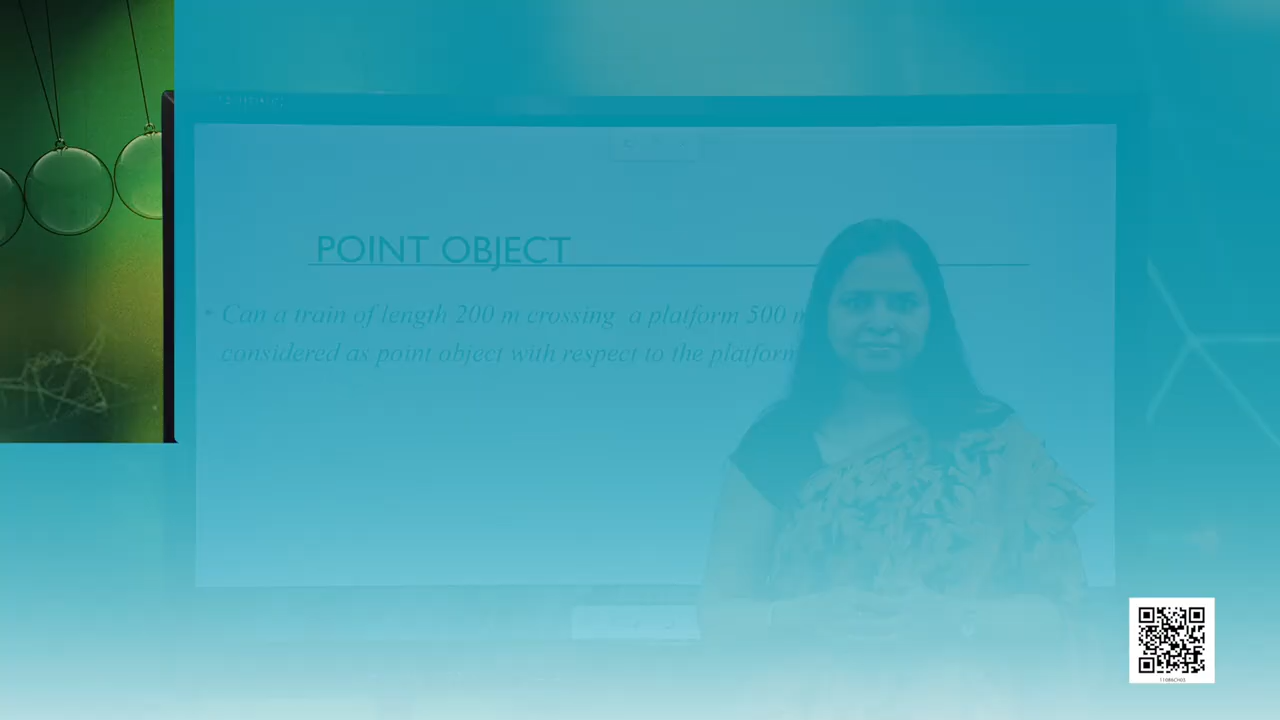 POINT OBJECT
• Can a train of length 200 m crossing a platform 500 m
considered as point object with respect to the platform